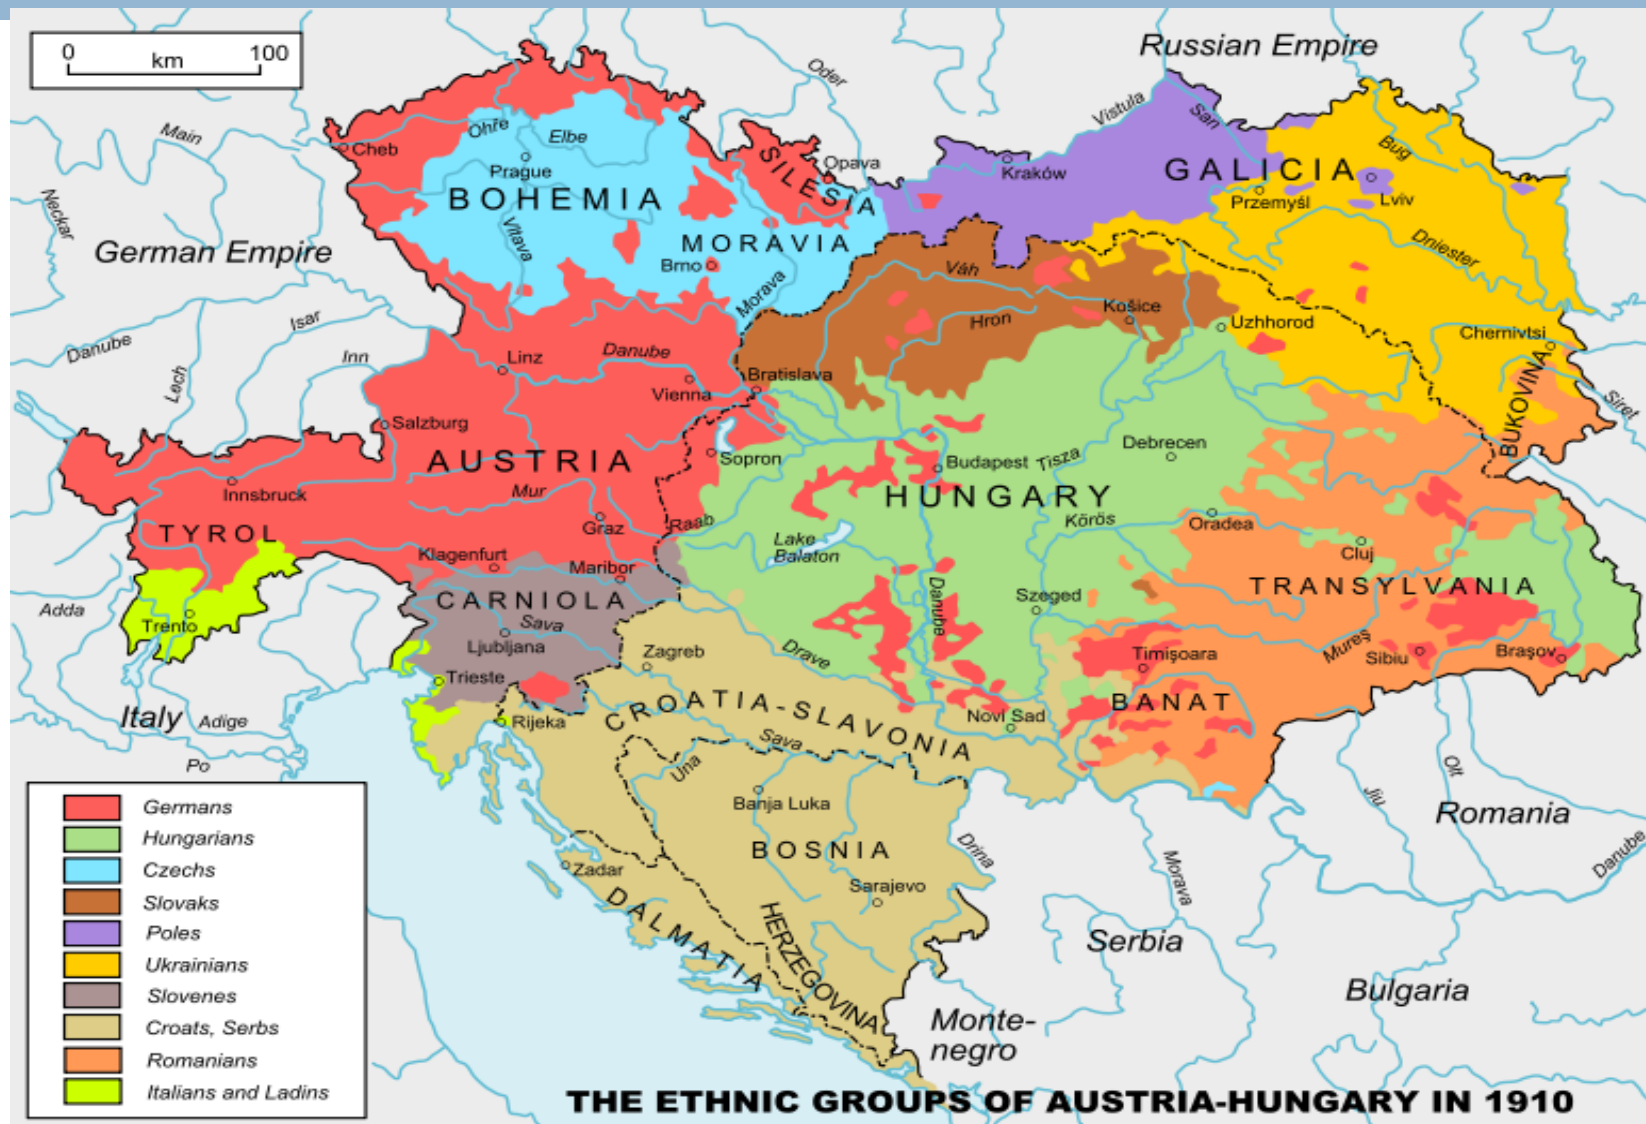 0 100
km
Russian Empire
Oder
Vistula
San
Main
Ohře
Elbe
Bug
Cheb
Prague
SILESIA
Opava
Kraków
GALICIA
Neckar
BOHEMIA
Przemyśl
Lviv
Vltava
German Empire
MORAVIA
Brno
Dniester
Morava
Váh
Isar
Hron
Košice
Uzhhorod
Chernivtsi
Danube
Inn
Linz
Danube
Lech
Vienna
Bratislava
BUKOVINA
Siret
Salzburg
AUSTRIA
Sopron
Budapest
Tisza
Debrecen
Innsbruck
Mur
HUNGARY
Graz
Raab
Körös
Oradea
TYROL
Lake
Balaton
Cluj
Klagenfurt
Maribor
Danube
TRANSYLVANIA
Adda
Trento
CARNIOLA
Sava
Szeged
Ljubljana
Zagreb
Drave
Timişoara
Mureş
Sibiu
Braşov
Trieste
BANAT
Italy
Adige
Rijeka
CROATIA-SLAVONIA
Novi Sad
Po
Sava
Una
Olt
Jiu
Banja Luka
Romania
BOSNIA
Drina
Morava
Danube
Zadar
Sarajevo
DALMATIA
HERZEGOVINA
Serbia
Bulgaria
Monte-
negro
Germans
Hungarians
Czechs
Slovaks
Poles
Ukrainians
Slovenes
Croats, Serbs
Romanians
Italians and Ladins
THE ETHNIC GROUPS OF AUSTRIA-HUNGARY IN 1910